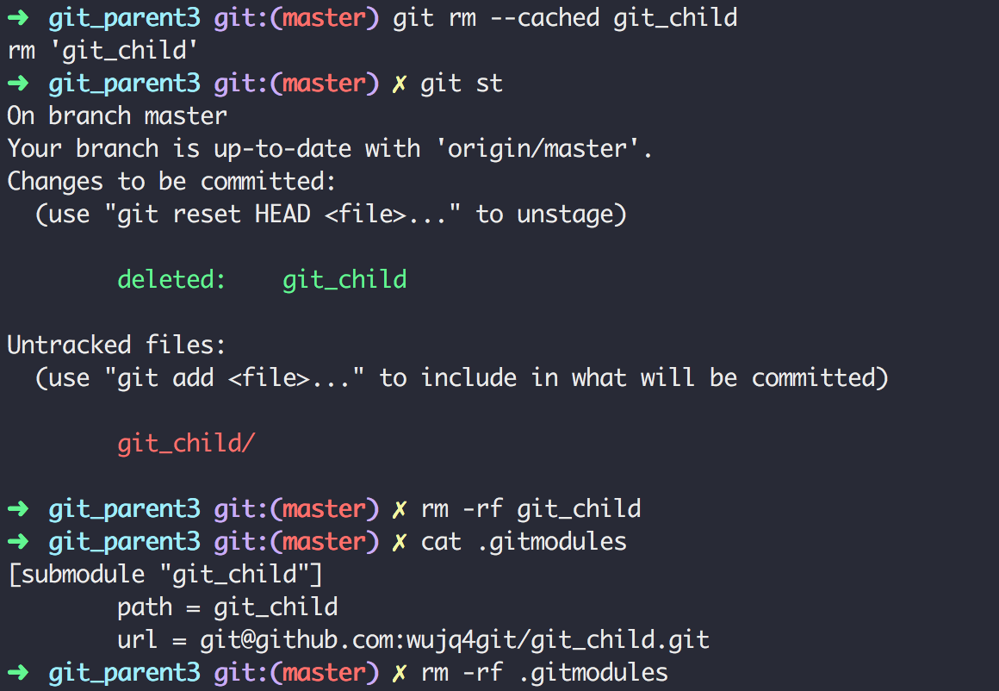 ➜ git_parent3 git:(master) git rm --cached git_child
rm 'git_child'
➜ git_parent3 git:(master) ✗ git st
On branch master
Your branch is up-to-date with 'origin/master'.
Changes to be committed:
  (use "git reset HEAD <file>..." to unstage)

        deleted:    git_child

Untracked files:
  (use "git add <file>..." to include in what will be committed)

        git_child/

➜ git_parent3 git:(master) ✗ rm -rf git_child
➜ git_parent3 git:(master) ✗ cat .gitmodules
[submodule "git_child"]
        path = git_child
        url = git@github.com:wujq4git/git_child.git
➜ git_parent3 git:(master) ✗ rm -rf .gitmodules